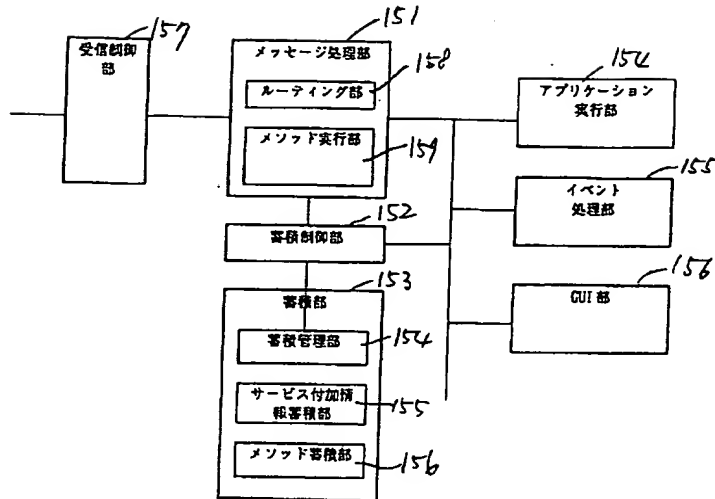 157
受信制御
部
151
メッセージ処理部
158
ルーティング部
メソッド実行部
159
154
アプリケーション
実行部
155
イベント
処理部
152
蓄積制御部
156
GUI 部
153
蓄積部
蓄積管理部
154
サービス付加情
報蓄積部
155
メソッド蓄積部
156